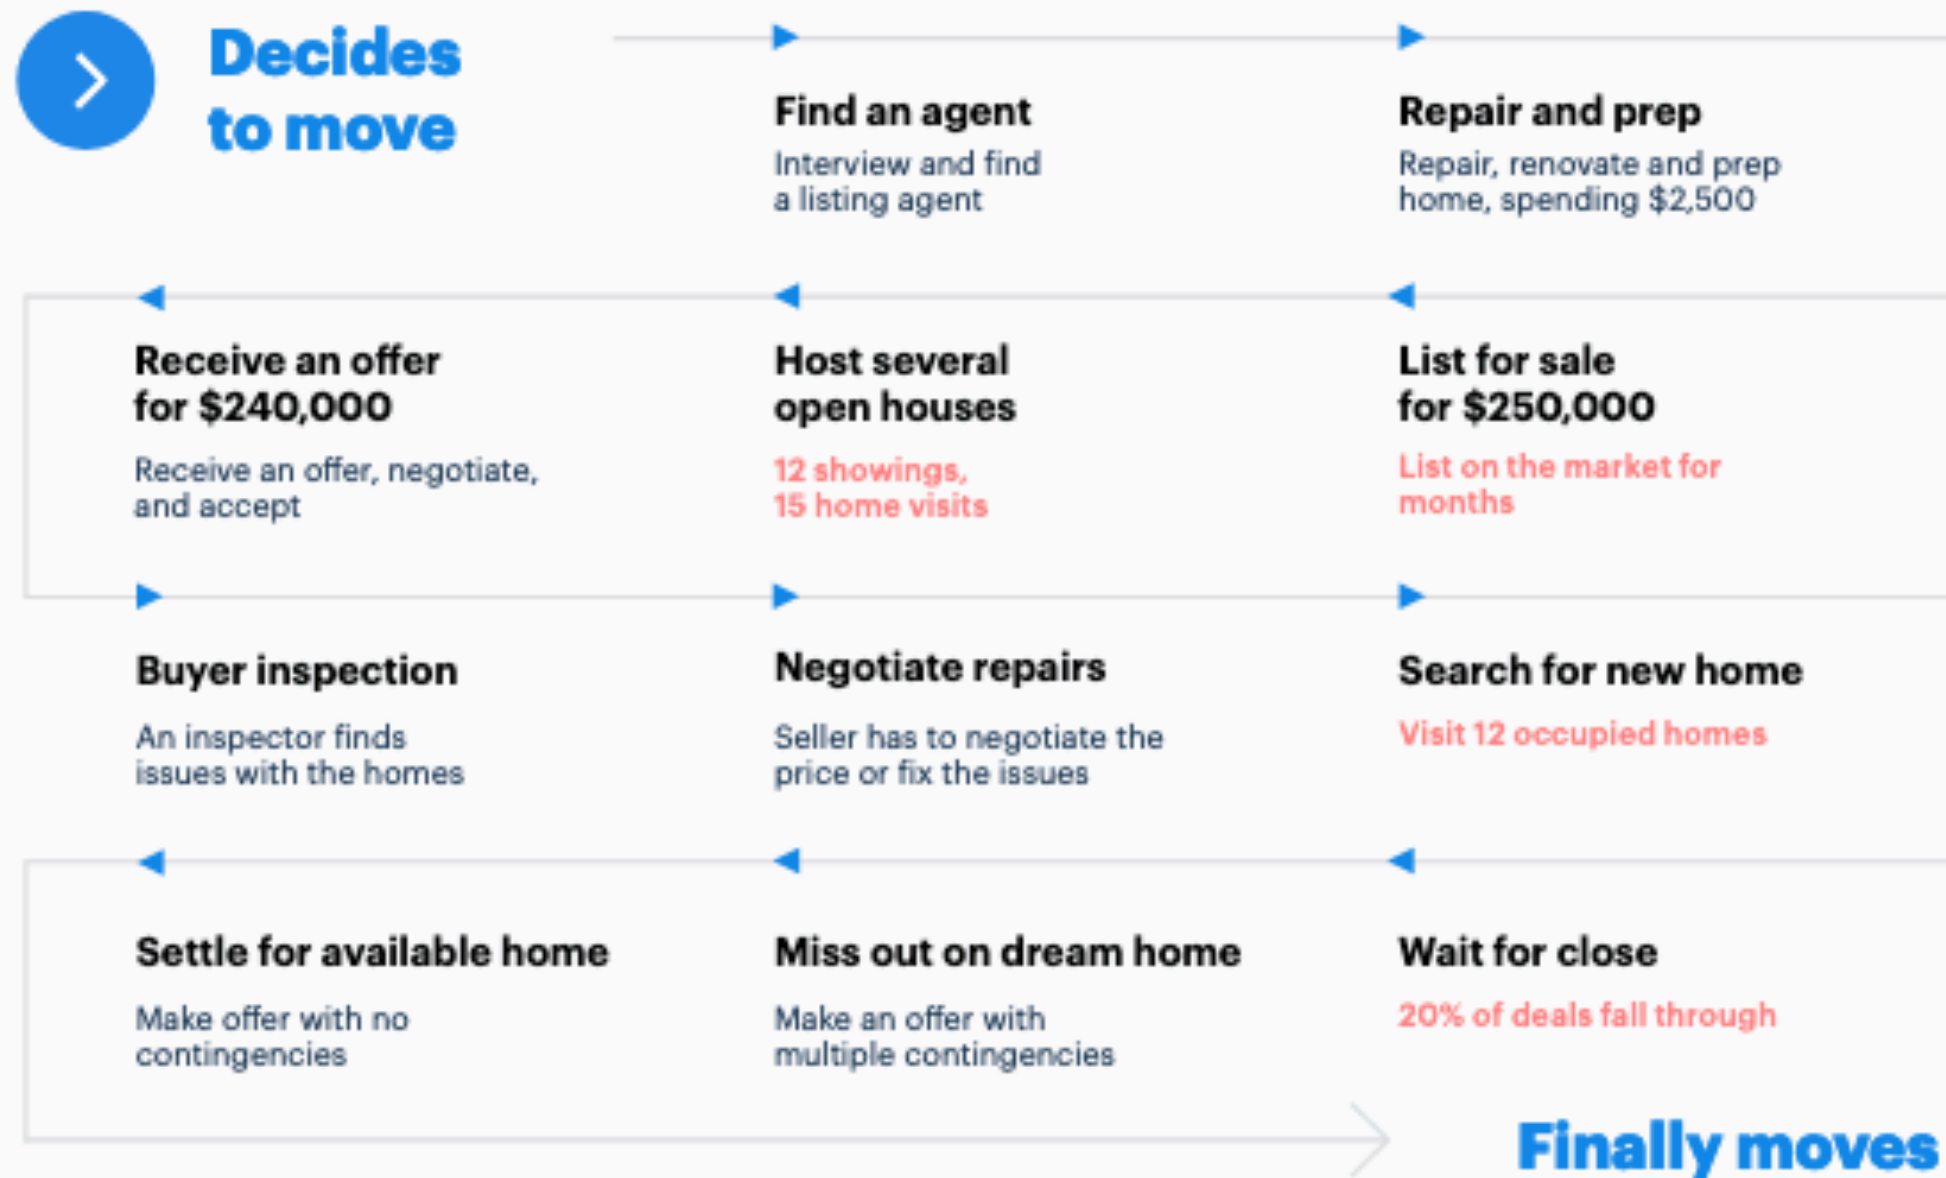 Decides
to move
Find an agent
Interview and find
a listing agent
Repair and prep
Repair, renovate and prep
home, spending $2,500
List for sale
for $250,000
List on the market for
months
Host several
open houses
12 showings,
15 home visits
Receive an offer
for $240,000
Receive an offer, negotiate,
and accept
Buyer inspection
An inspector finds
issues with the homes
Negotiate repairs
Seller has to negotiate the
price or fix the issues
Search for new home
Visit 12 occupied homes
Wait for close
20% of deals fall through
Miss out on dream home
Make an offer with
multiple contingencies
Settle for available home
Make offer with no
contingencies
Finally moves